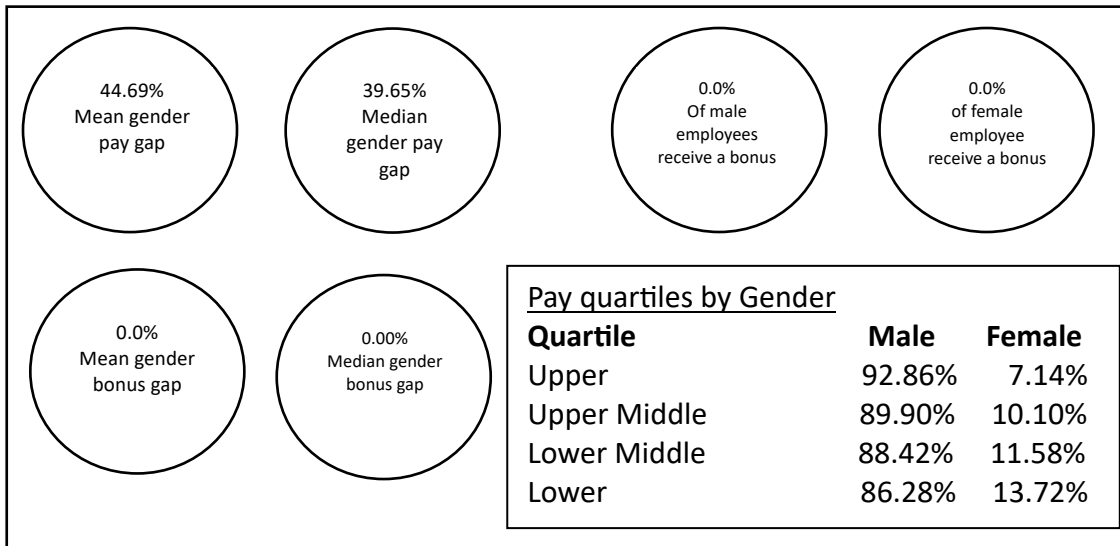 44.69%
Mean gender
pay gap
39.65%
Median
gender pay
gap
0.0%
Of male
employees
receive a bonus
0.0%
of female
employee
receive a bonus
0.0%
Mean gender
bonus gap
0.00%
Median gender
bonus gap
Pay quartiles by Gender
Quartile Male Female
Upper 92.86% 7.14%
Upper Middle 89.90% 10.10%
Lower Middle 88.42% 11.58%
Lower 86.28% 13.72%